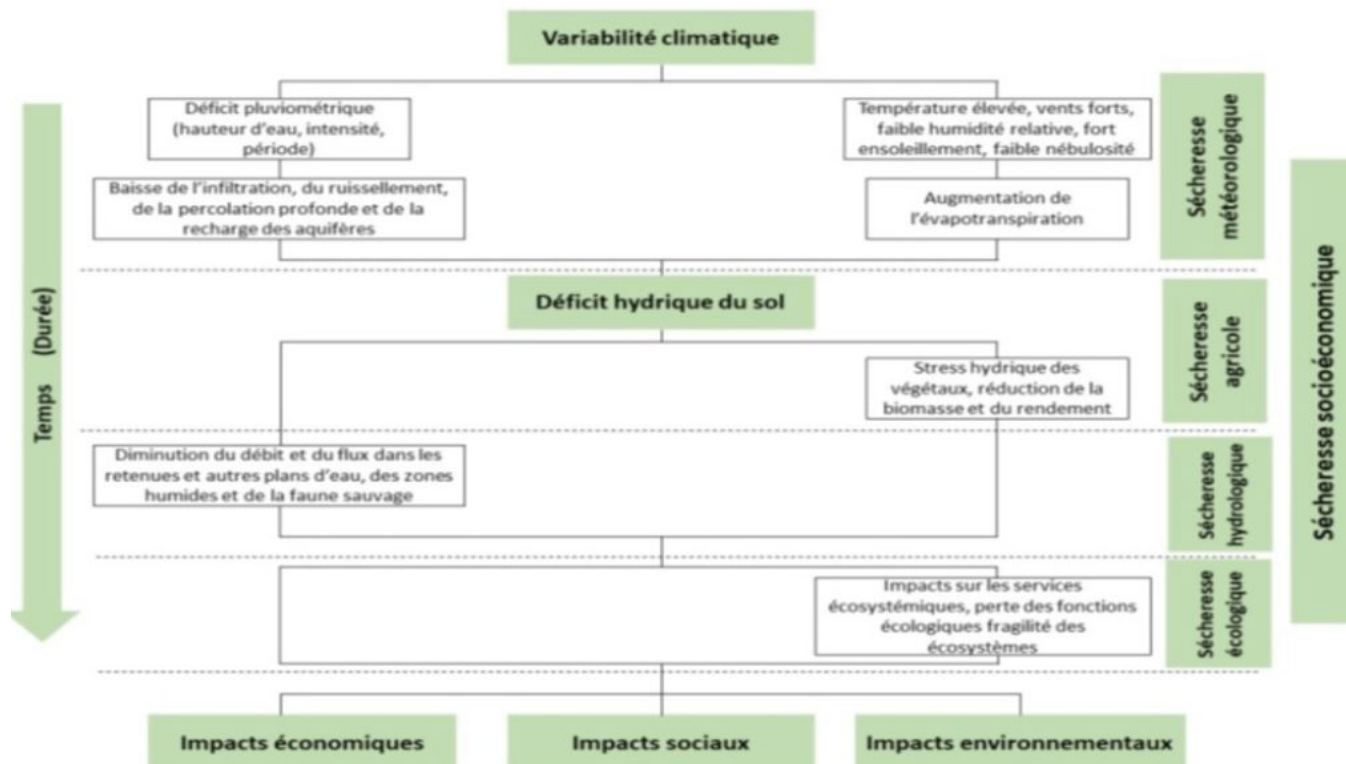 Variabilité climatique
Déficit pluviométrique
(hauteur d'eau, intensité,
période)
Température élevée, vents forts,
faible humidité relative, fort
ensoleillement, faible nébulosité
Baisse de l'infiltration, du ruissellement,
de la percolation profonde et de la
recharge des aquifères
Augmentation de
l'évapotranspiration
Sécheresse
météorologique
Temps (Durée)
Déficit hydrique du sol
Stress hydrique des
végétaux, réduction de la
biomasse et du rendement
Sécheresse
agricole
Sécheresse socioéconomique
Diminution du débit et du flux dans les
retenues et autres plans d'eau, des zones
humides et de la faune sauvage
Sécheresse
hydrologique
Impacts sur les services
écosystémiques, perte des fonctions
écologiques fragilité des
écosystèmes
Sécheresse
écologique
Impacts économiques
Impacts sociaux
Impacts environnementaux